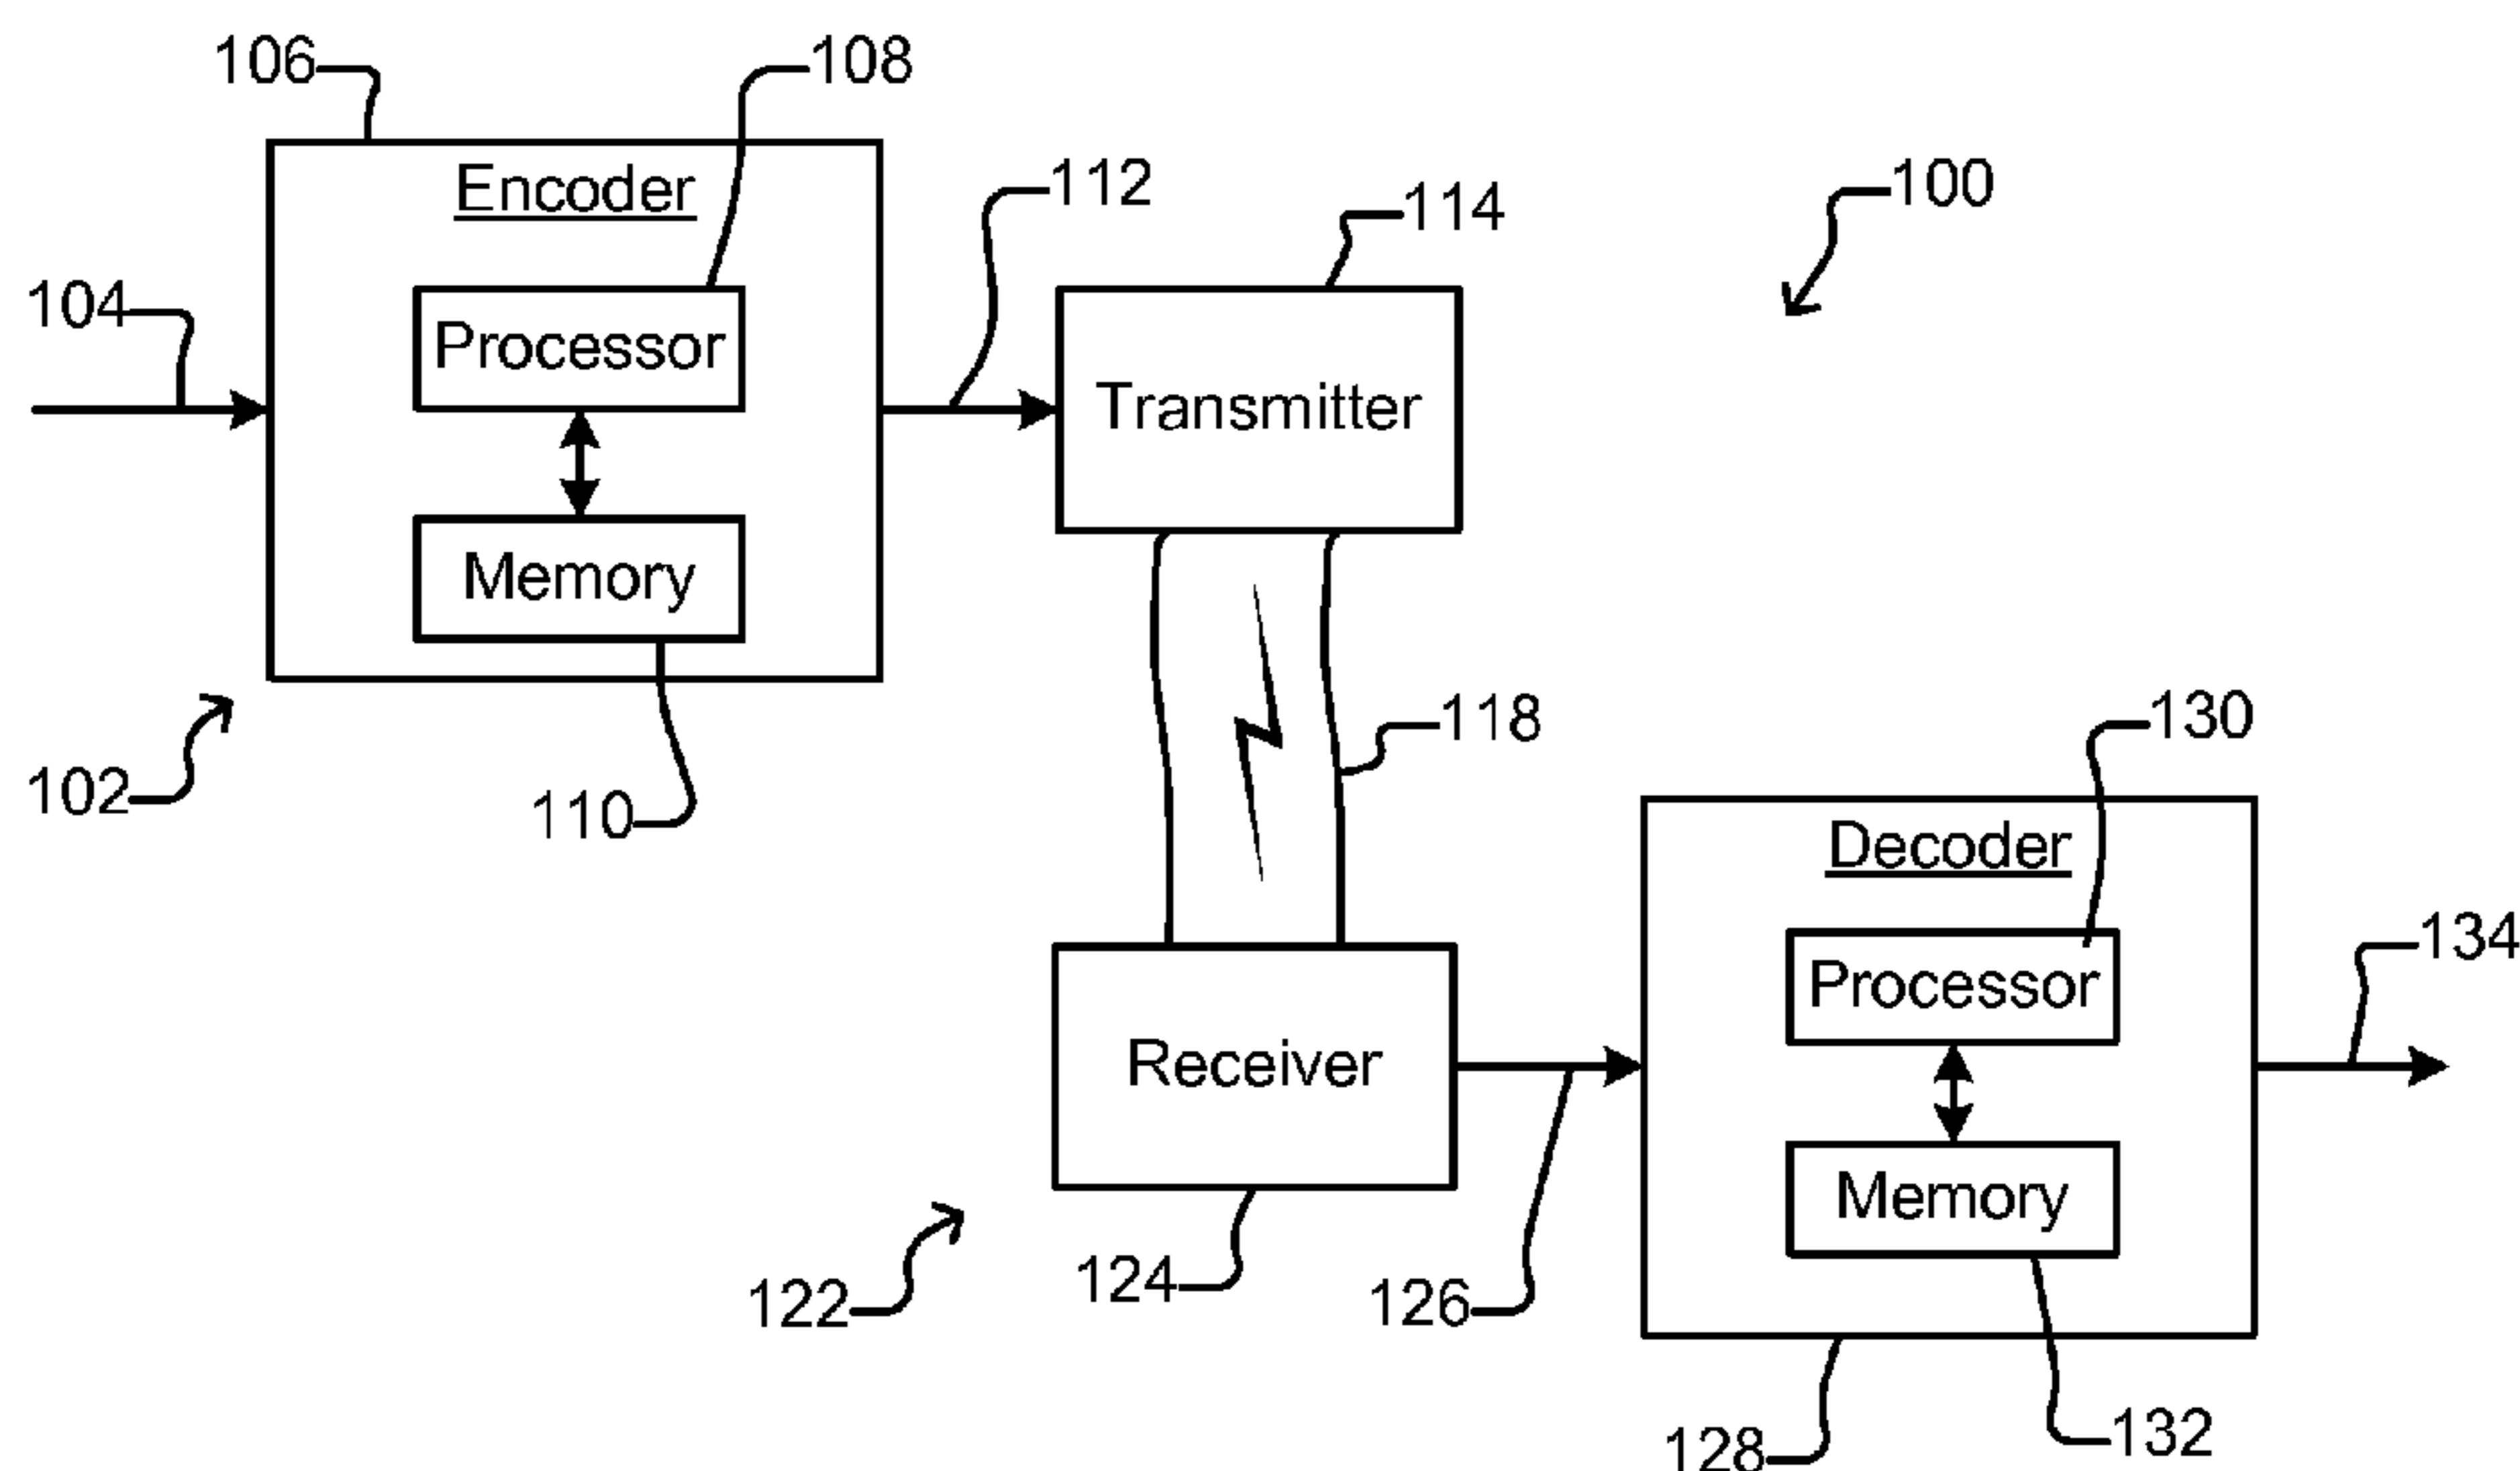 106
108
Encoder
112
114
100
104
Processor
Transmitter
Memory
118
130
102
110
Decoder
134
Processor
Receiver
Memory
124
122
126
128
132